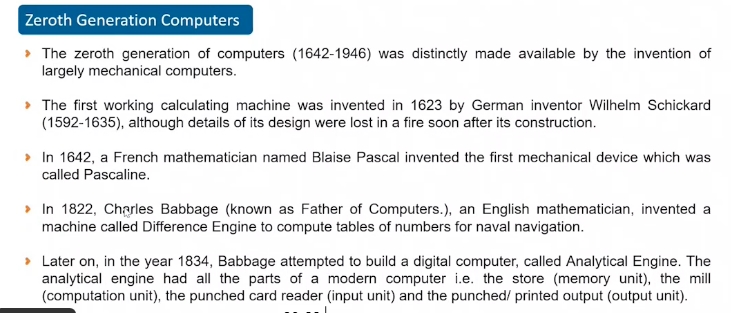 Zeroth Generation Computers
The zeroth generation of computers (1642-1946) was distinctly made available by the invention of
largely mechanical computers.
The first working calculating machine was invented in 1623 by German inventor Wilhelm Schickard
(1592-1635), although details of its design were lost in a fire soon after its construction.
In 1642, a French mathematician named Blaise Pascal invented the first mechanical device which was
called Pascaline.
In 1822, Charles Babbage (known as Father of Computers.), an English mathematician, invented a
machine called Difference Engine to compute tables of numbers for naval navigation.
Later on, in the year 1834, Babbage attempted to build a digital computer, called Analytical Engine. The
analytical engine had all the parts of a modern computer i.e. the store (memory unit), the mill
(computation unit), the punched card reader (input unit) and the punched/ printed output (output unit).